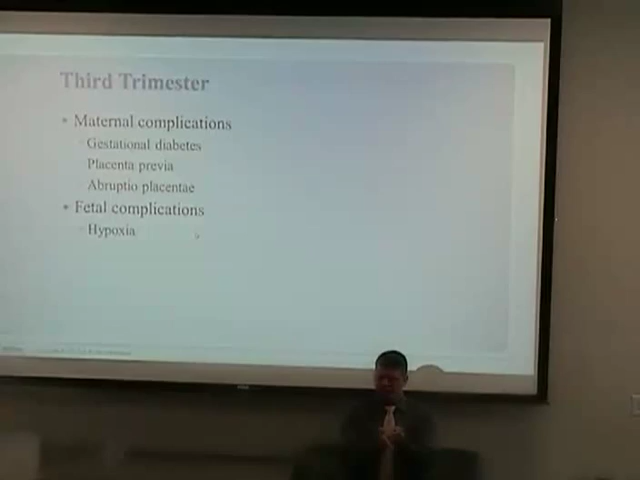 Third Trimester
Maternal complications
Gestational diabetes
Placenta previa
Abruptio placentae
Fetal complications
Hypoxia